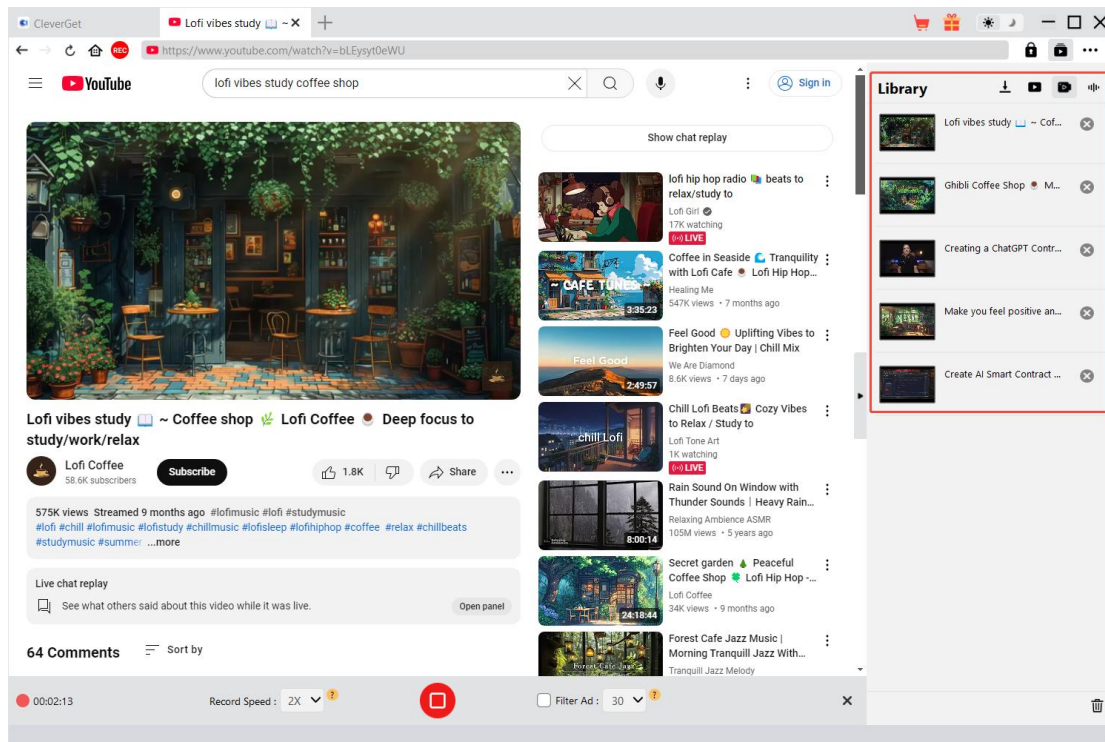 CleverGet
Lofi vibes study 📖 ~
REC
https://www.youtube.com/watch?v=bLEysyt0eWU
YouTube
lofi vibes study coffee shop
Sign in
Show chat replay
lofi hip hop radio 📚 beats to
relax/study to
Lofi Girl
17K watching
LIVE
~ CAFE TUNES ~
3:35:23
Coffee in Seaside 🌊 Tranquility
with Lofi Cafe ☕ Lofi Hip Hop...
Healing Me
547K views • 7 months ago
Feel Good
2:49:57
Feel Good 🌞 Uplifting Vibes to
Brighten Your Day | Chill Mix
We Are Diamond
8.6K views • 7 days ago
chill Lofi
Chill Lofi Beats🌃 Cozy Vibes
to Relax / Study to
Lofi Tone Art
1K watching
LIVE
8:00:14
Rain Sound On Window with
Thunder Sounds | Heavy Rain...
Relaxing Ambience ASMR
105M views • 5 years ago
24:18:44
Secret garden 🌲 Peaceful
Coffee Shop 🍀 Lofi Hip Hop -...
Lofi Coffee
34K views • 9 months ago
Forest Cafe Jazz
Forest Cafe Jazz Music |
Morning Tranquill Jazz With...
Tranquill Jazz Melody
Lofi vibes study 📖 ~ Coffee shop 🌿 Lofi Coffee ☕ Deep focus to
study/work/relax
Lofi Coffee
58.6K subscribers
Subscribe
1.8K
Share
575K views Streamed 9 months ago #lofimusic #lofi #studymusic
#lofi #chill #lofimusic #lofistudy #chillmusic #lofisleep #lofihiphop #coffee #relax #chillbeats
#studymusic #summer ...more
Live chat replay
See what others said about this video while it was live.
Open panel
64 Comments
Sort by
Library
Lofi vibes study 📖 ~ Cof...
Ghibli Coffee Shop ☕ M...
Creating a ChatGPT Contr...
Make you feel positive an...
Create AI Smart Contract ...
00:02:13
Record Speed : 2X ?
Filter Ad : 30 ?